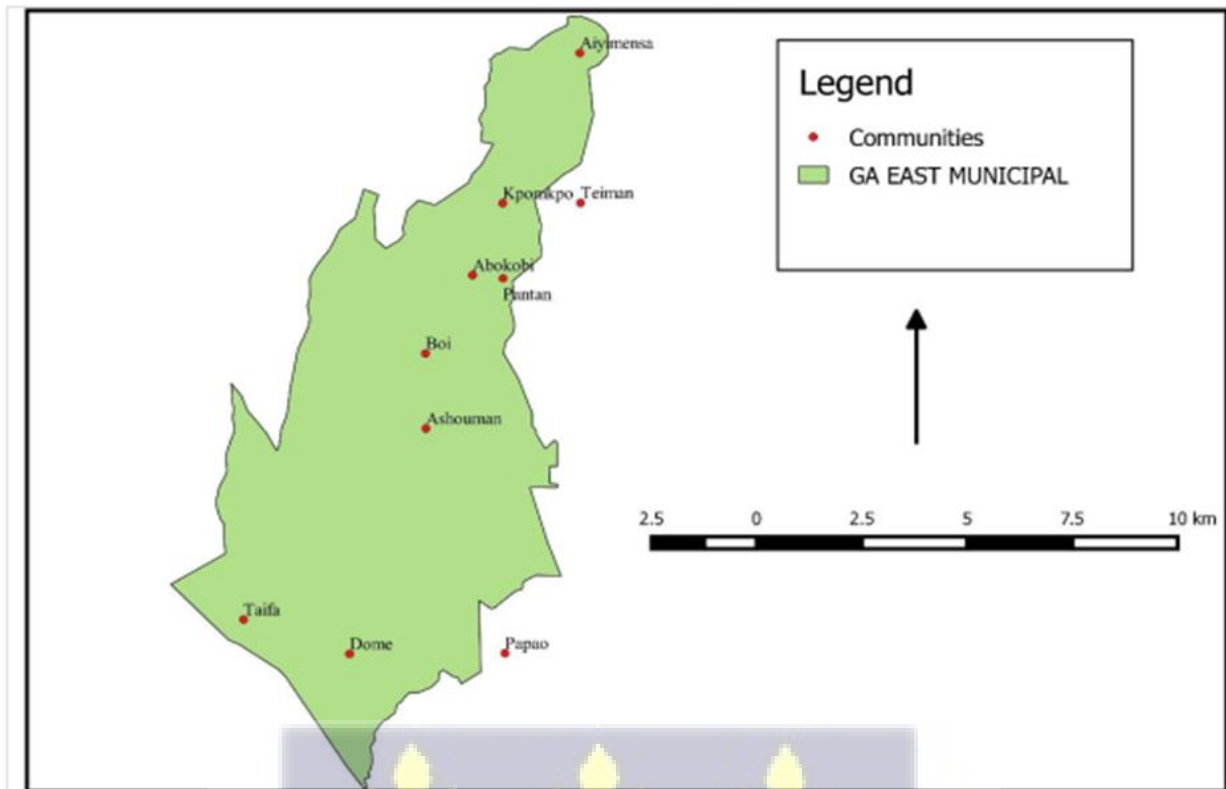 Aiyimensa
Legend
Communities
GA EAST MUNICIPAL
Kpomkpo Teiman
Abokobi
Pantan
Boi
Ashouman
2.5 0 2.5 5 7.5 10 km
Taifa
Dome
Papao